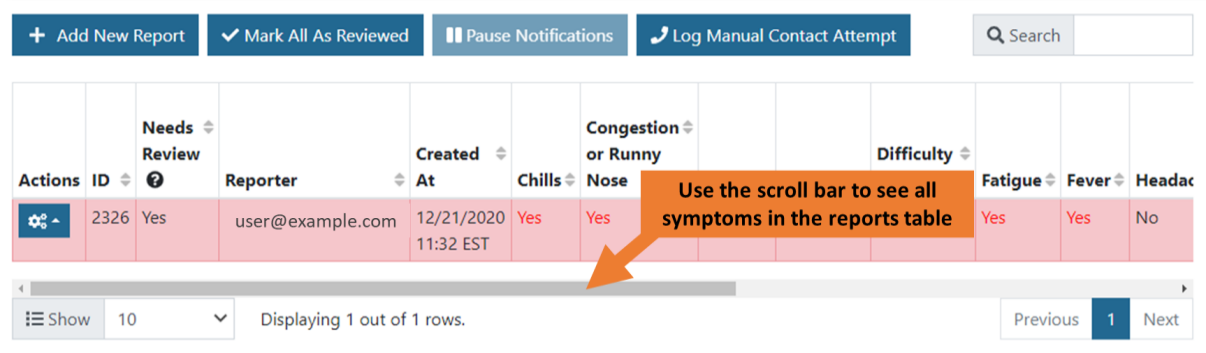 Add New Report Mark All As Reviewed Pause Notifications Log Manual Contact Attempt Search
Needs Congestion
Review Created or Runny Difficulty
Actions ID Reporter At Chills Nose Fatigue Fever Headac
Use the scroll bar to see all
symptoms in the reports table
2326 Yes user@example.com 12/21/2020 Yes Yes Yes Yes No
11:32 EST
Show 10 Displaying 1 out of 1 rows. Previous 1 Next